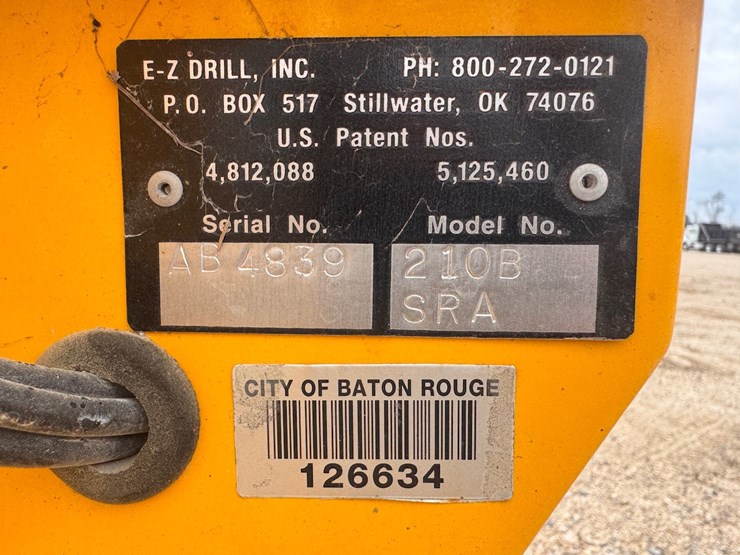 E-Z DRILL, INC. PH: 800-272-0121
P.O. BOX 517 Stillwater, OK 74076
U.S. Patent Nos.
4,812,088 5,125,460
Serial No. Model No.
AB4839 210B
SRA
CITY OF BATON ROUGE
126634